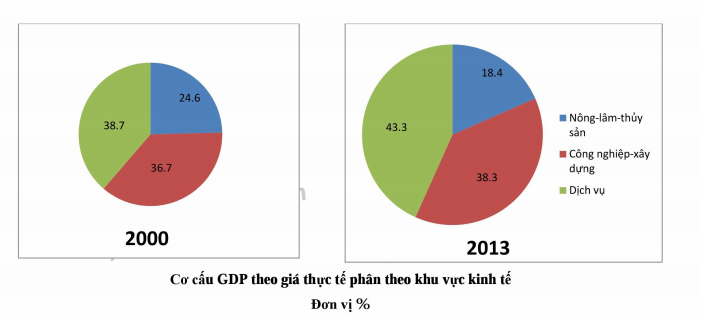 24.6
38.7
36.7
2000
18.4
43.3
38.3
2013
Nông-lâm-thủy
sản
Công nghiệp-xây
dựng
Dịch vụ
Cơ cấu GDP theo giá thực tế phân theo khu vực kinh tế
Đơn vị %